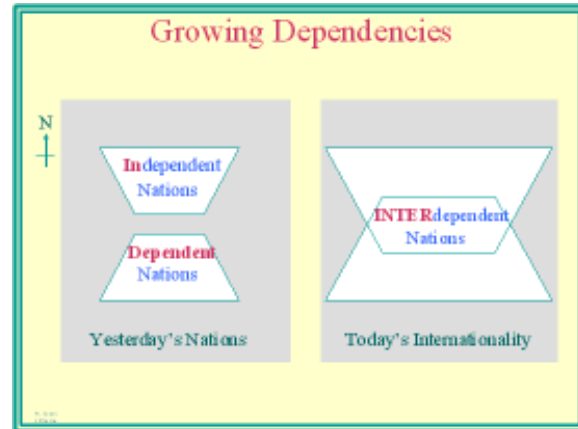 Growing Dependencies
N
Independent
Nations
Dependent
Nations
Yesterday's Nations
INTERdependent
Nations
Today's Internationality